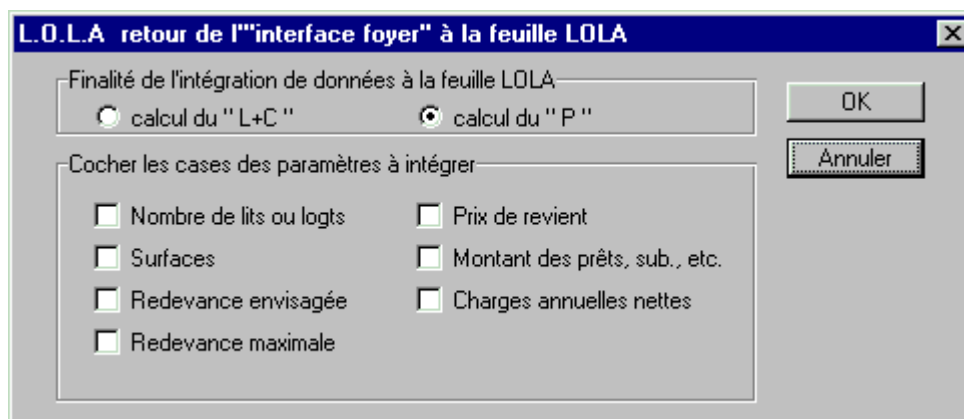 L.O.L.A retour de l'"interface foyer" à la feuille LOLA
Finalité de l'intégration de données à la feuille LOLA
calcul du " L+C "
calcul du " P "
OK
Annuler
Cocher les cases des paramètres à intégrer
Nombre de lits ou logts
Prix de revient
Surfaces
Montant des prêts, sub., etc.
Redevance envisagée
Charges annuelles nettes
Redevance maximale